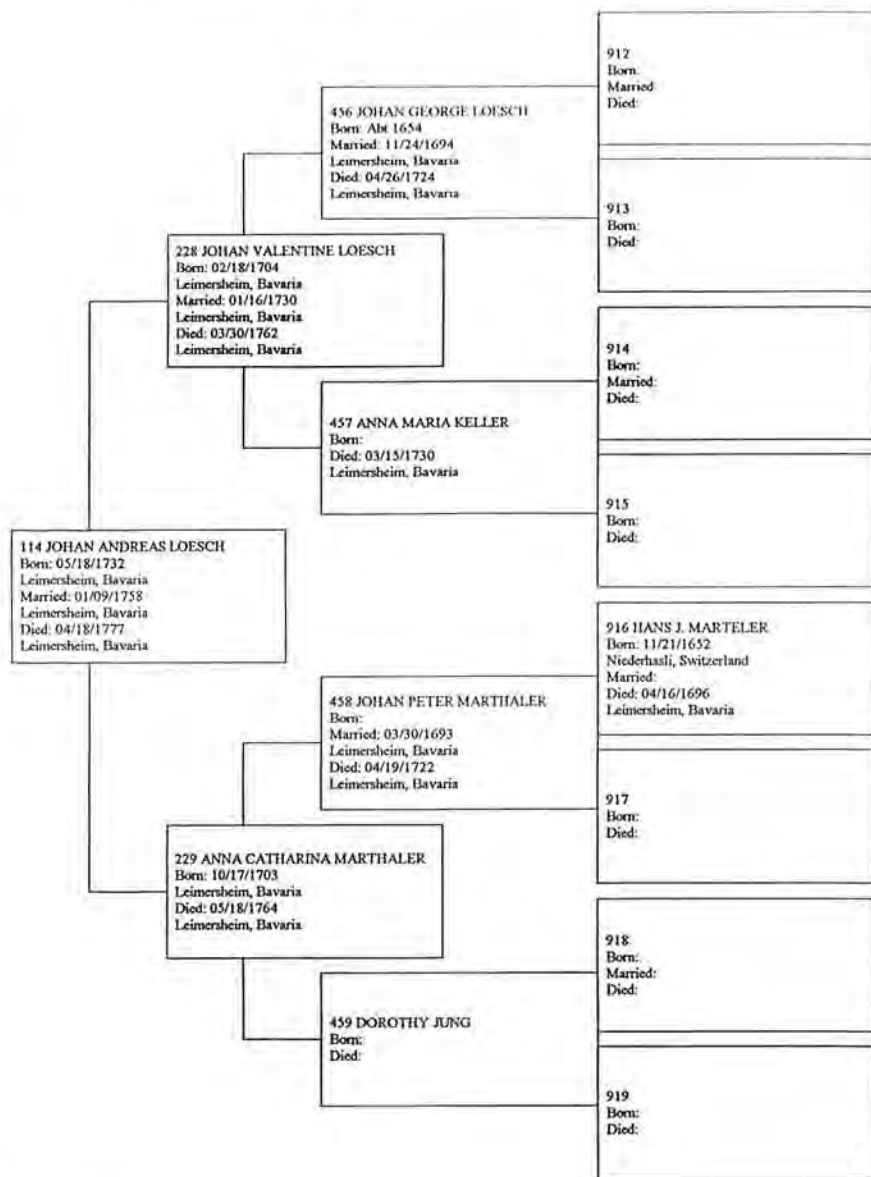 912
Born:
Married
Died:
456 JOHAN GEORGE LOESCH
Born: Abt 1654
Married: 11/24/1694
Leimersheim, Bavaria
Died: 04/26/1724
Leimersheim, Bavaria
913
Born:
Died:
228 JOHAN VALENTINE LOESCH
Born: 02/18/1704
Leimersheim, Bavaria
Married: 01/16/1730
Leimersheim, Bavaria
Died: 03/30/1762
Leimersheim, Bavaria
914
Born:
Married:
Died:
457 ANNA MARIA KELLER
Born:
Died: 03/15/1730
Leimersheim, Bavaria
915
Born:
Died:
114 JOHAN ANDREAS LOESCH
Born: 05/18/1732
Leimersheim, Bavaria
Married: 01/09/1758
Leimersheim, Bavaria
Died: 04/18/1777
Leimersheim, Bavaria
916 HANS J. MARTELER
Born: 11/21/1652
Niederhasli, Switzerland
Married:
Died: 04/16/1696
Leimersheim, Bavaria
458 JOHAN PETER MARTHALER
Born:
Married: 03/30/1693
Leimersheim, Bavaria
Died: 04/19/1722
Leimersheim, Bavaria
917
Born:
Died:
229 ANNA CATHARINA MARTHALER
Born: 10/17/1703
Leimersheim, Bavaria
Died: 05/18/1764
Leimersheim, Bavaria
918
Born:
Married:
Died:
459 DOROTHY JUNG
Born:
Died:
919
Born:
Died: